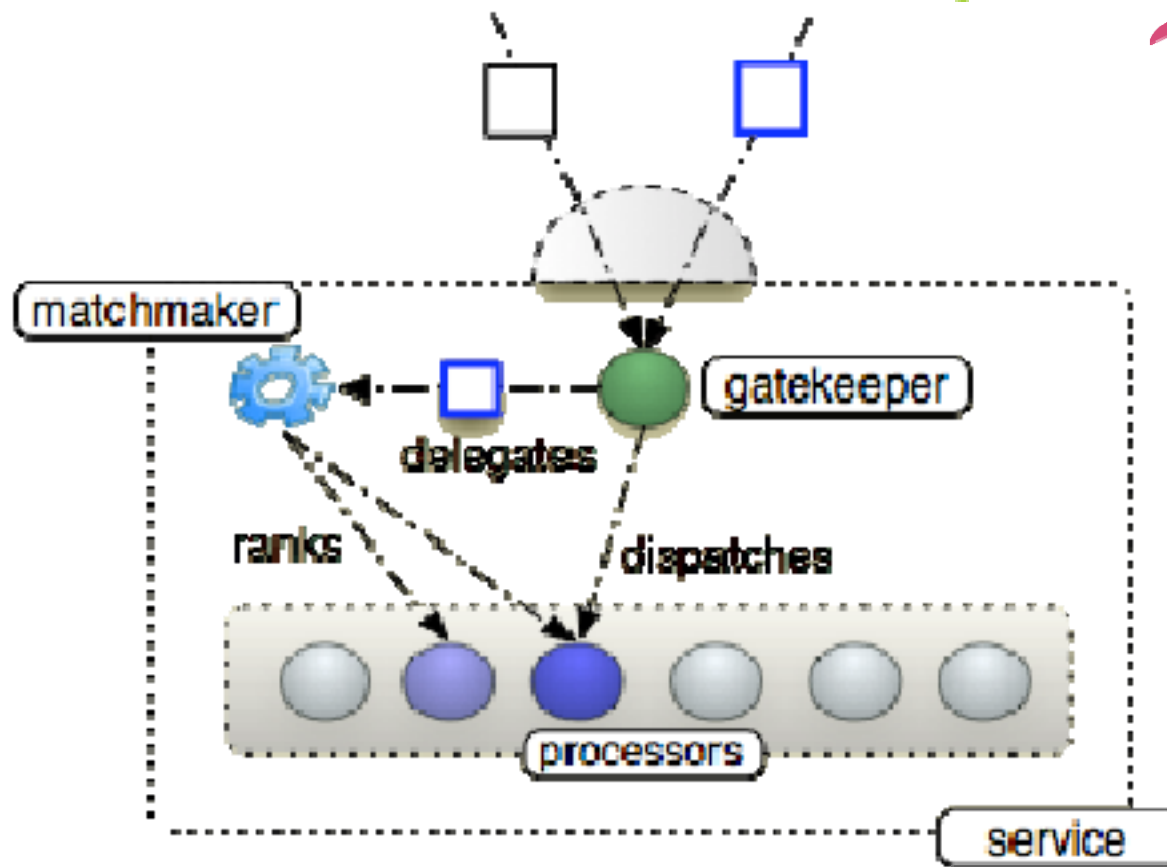 matchmaker
gatekeeper
delegates
ranks
dispatches
processors
service